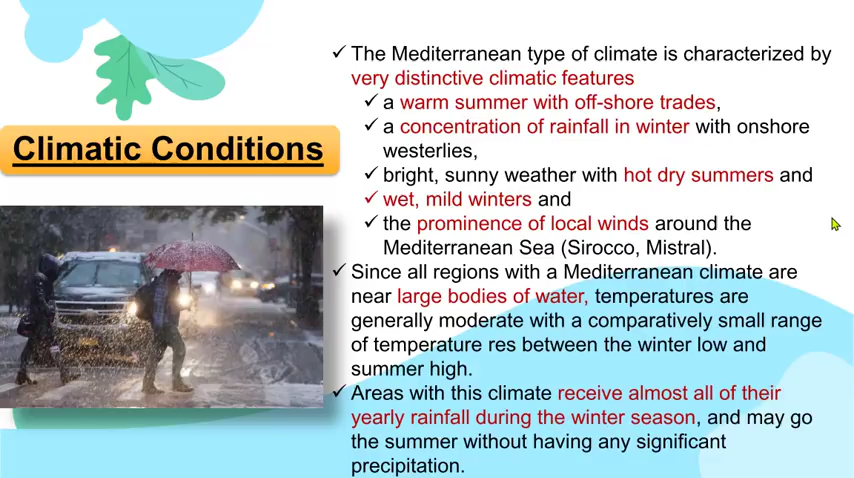 Climatic Conditions
✓ The Mediterranean type of climate is characterized by
very distinctive climatic features
✓ a warm summer with off-shore trades,
✓ a concentration of rainfall in winter with onshore
westerlies,
✓ bright, sunny weather with hot dry summers and
✓ wet, mild winters and
✓ the prominence of local winds around the
Mediterranean Sea (Sirocco, Mistral).
✓ Since all regions with a Mediterranean climate are
near large bodies of water, temperatures are
generally moderate with a comparatively small range
of temperature res between the winter low and
summer high.
✓ Areas with this climate receive almost all of their
yearly rainfall during the winter season, and may go
the summer without having any significant
precipitation.